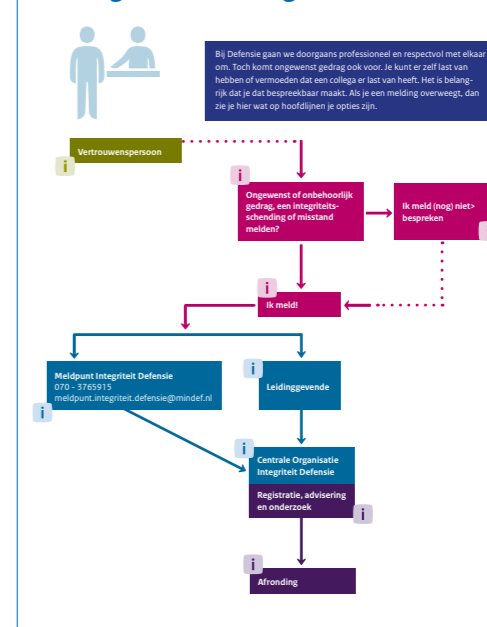 Bij Defensie gaan we doorgaans professioneel en respectvol met elkaar
om. Toch komt ongewenst gedrag ook voor. Je kunt er zelf last van
hebben of vermoeden dat een collega er last van heeft. Het is belang-
rijk dat je dat bespreekbaar maakt. Als je een melding overweegt, dan
zie je hier wat op hoofdlijnen je opties zijn.
Vertrouwenspersoon
i
i
Ongewenst of onbehoorlijk
gedrag, een integriteits-
schending of misstand
melden?
Ik meld (nog) niet>
bespreken
i
Ik meld!
Meldpunt Integriteit Defensie
070 - 3765915
meldpunt.integriteit.defensie@mindef.nl
i
i
Leidinggevende
i
Centrale Organisatie
Integriteit Defensie
Registratie, advisering
en onderzoek
i
i
Afronding